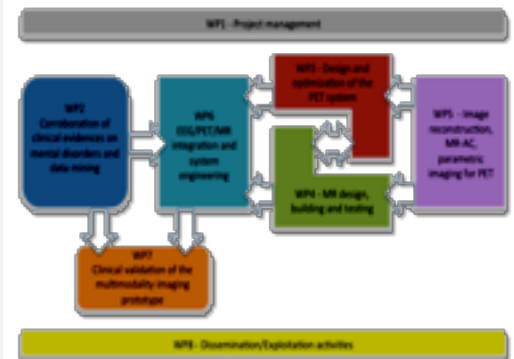 WP1 - Project management
WP2
Corroboration of
clinical evidences on
mental disorders and
data mining
WP6
EEG/PET/MR
integration and
system
engineering
WP3 - Design and
optimization of the
PET system
WP4 - MR design,
building and testing
WP5 - Image
reconstruction,
MR-AC,
parametric
imaging for PET
WP7
Clinical validation of the
multimodality imaging
prototype
WP8 - Dissemination/Exploitation activities